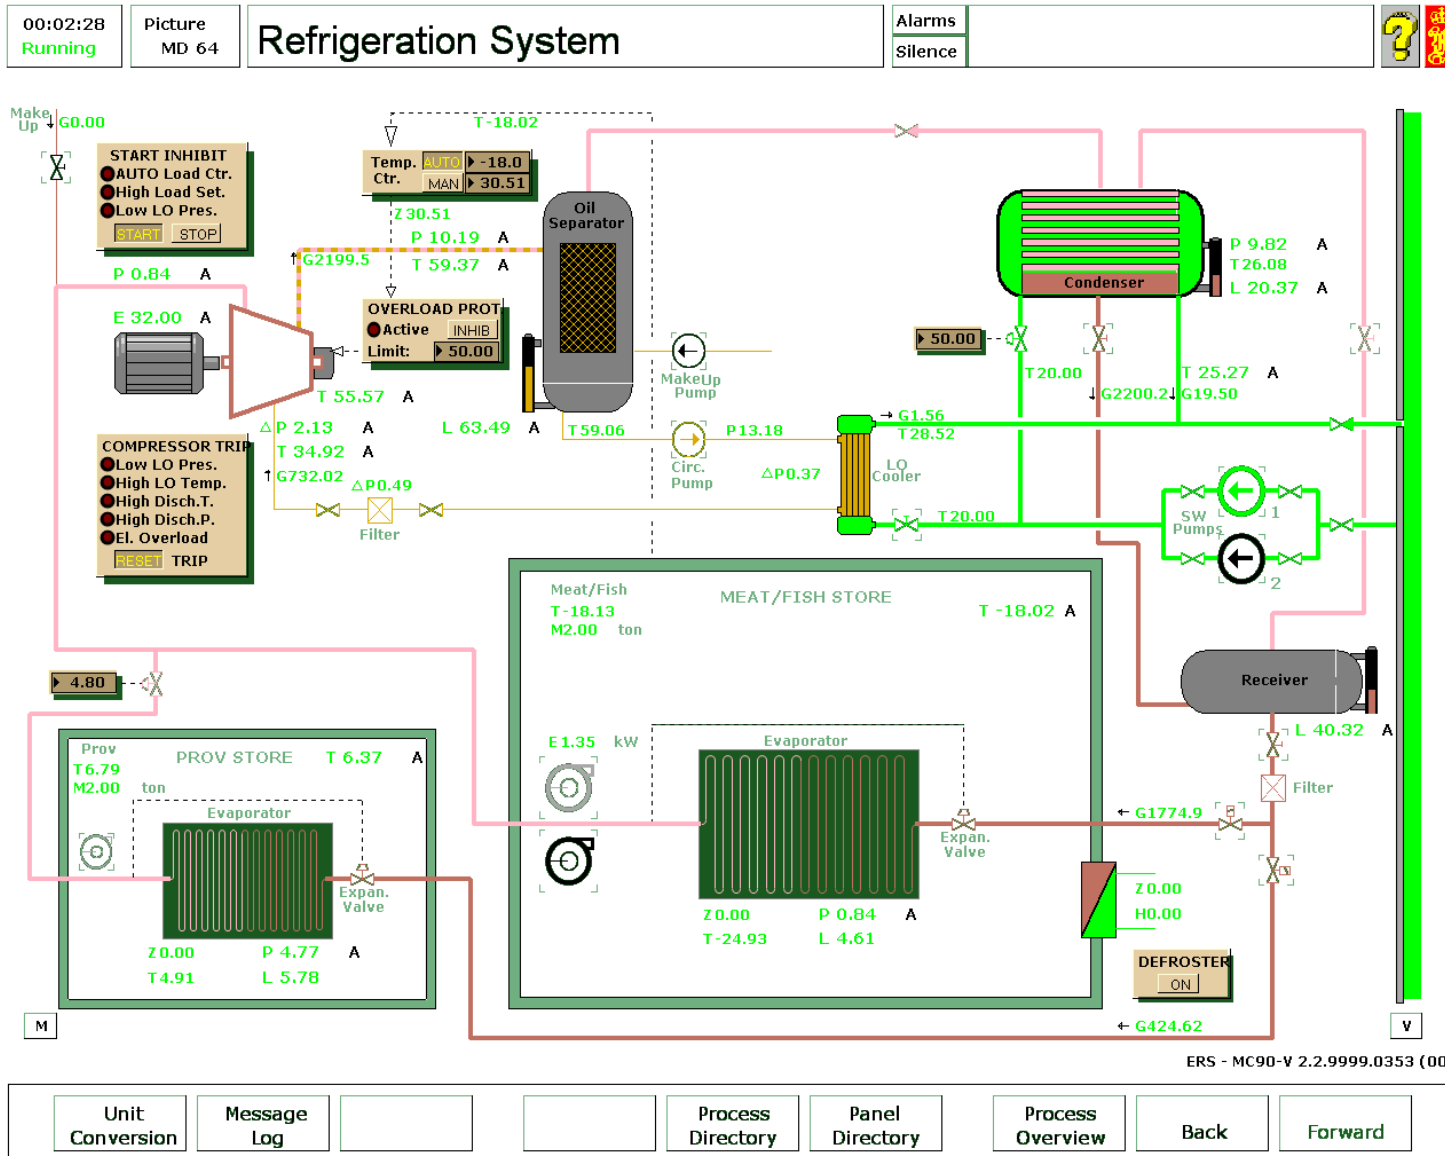 00:02:28
Running
Picture
MD 64
Refrigeration System
Alarms
Silence
?
Make
Up
G0.00
START INHIBIT
AUTO Load Ctr.
High Load Set.
Low LO Pres.
START STOP
P 0.84 A
E 32.00 A
T-18.02
Temp. AUTO -18.0
Ctr. MAN 30.51
Z 30.51
P 10.19 A
G2199.5 T 59.37 A
OVERLOAD PROT
Active INHIB
Limit: 50.00
T 55.57 A
△P 2.13 A
T 34.92 A
G732.02
△P0.49
Filter
COMPRESSOR TRIP
Low LO Pres.
High LO Temp.
High Disch.T.
High Disch.P.
El. Overload
RESET TRIP
Oil
Separator
MakeUp
Pump
L 63.49 A
T59.06
Circ.
Pump
P13.18
△P0.37
LO
Cooler
G1.56
T28.52
T20.00
Condenser
P 9.82 A
T26.08
L 20.37 A
50.00
T20.00
T 25.27 A
G2200.2
G19.50
SW
Pumps
1
2
Receiver
L 40.32 A
Filter
4.80
Prov
T6.79
M2.00 ton
PROV STORE
T 6.37 A
Evaporator
Expan.
Valve
Z0.00 P 4.77 A
T4.91 L 5.78
Meat/Fish
T-18.13
M2.00 ton
MEAT/FISH STORE
T -18.02 A
E1.35 kW
Evaporator
Expan.
Valve
Z0.00 P 0.84 A
T-24.93 L 4.61
G1774.9
Z0.00
H0.00
DEFROSTER
ON
G424.62
M
V
ERS - MC90-V 2.2.9999.0353 (00
Unit
Conversion
Message
Log
Process
Directory
Panel
Directory
Process
Overview
Back
Forward